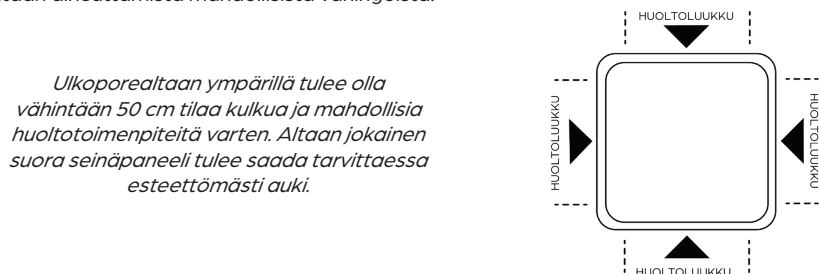 HUOLTOLUUKKU
Ulkoporealtaan ympärillä tulee olla
vähintään 50 cm tilaa kulkua ja mahdollisia
huoltotoimenpiteitä varten. Altaan jokainen
suora seinäpaneeli tulee saada tarvittaessa
esteettömästi auki.
HUOLTOLUUKKU
HUOLTOLUUKKU
HUOLTOLUUKKU